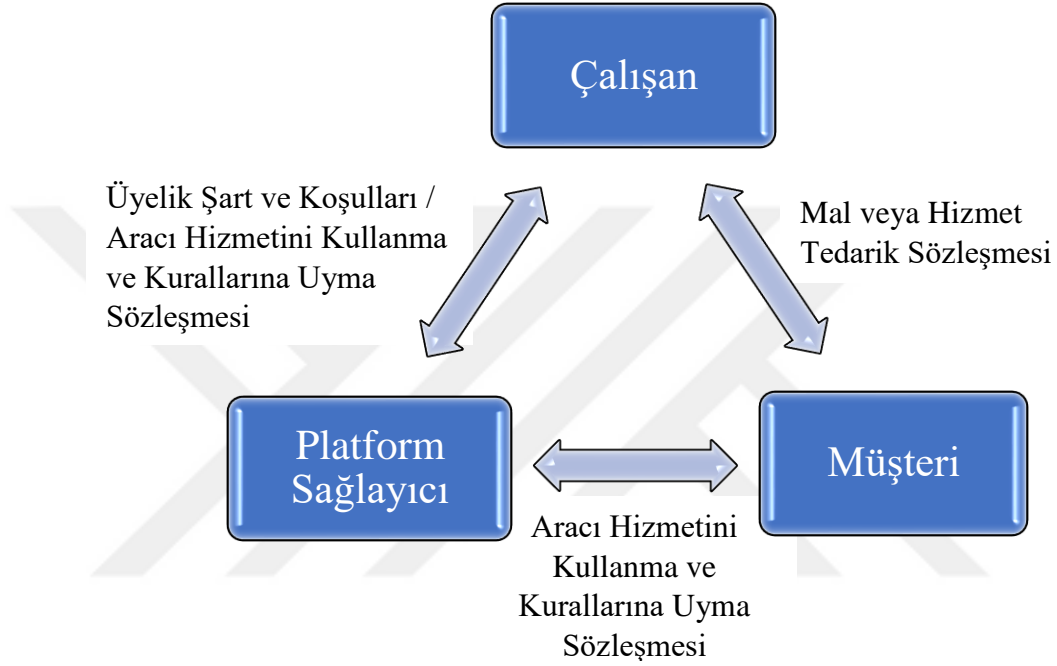 Çalışan
Üyelik Şart ve Koşulları /
Aracı Hizmetini Kullanma
ve Kurallarına Uyma
Sözleşmesi
Mal veya Hizmet
Tedarik Sözleşmesi
Platform
Sağlayıcı
Müşteri
Aracı Hizmetini
Kullanma ve
Kurallarına Uyma
Sözleşmesi